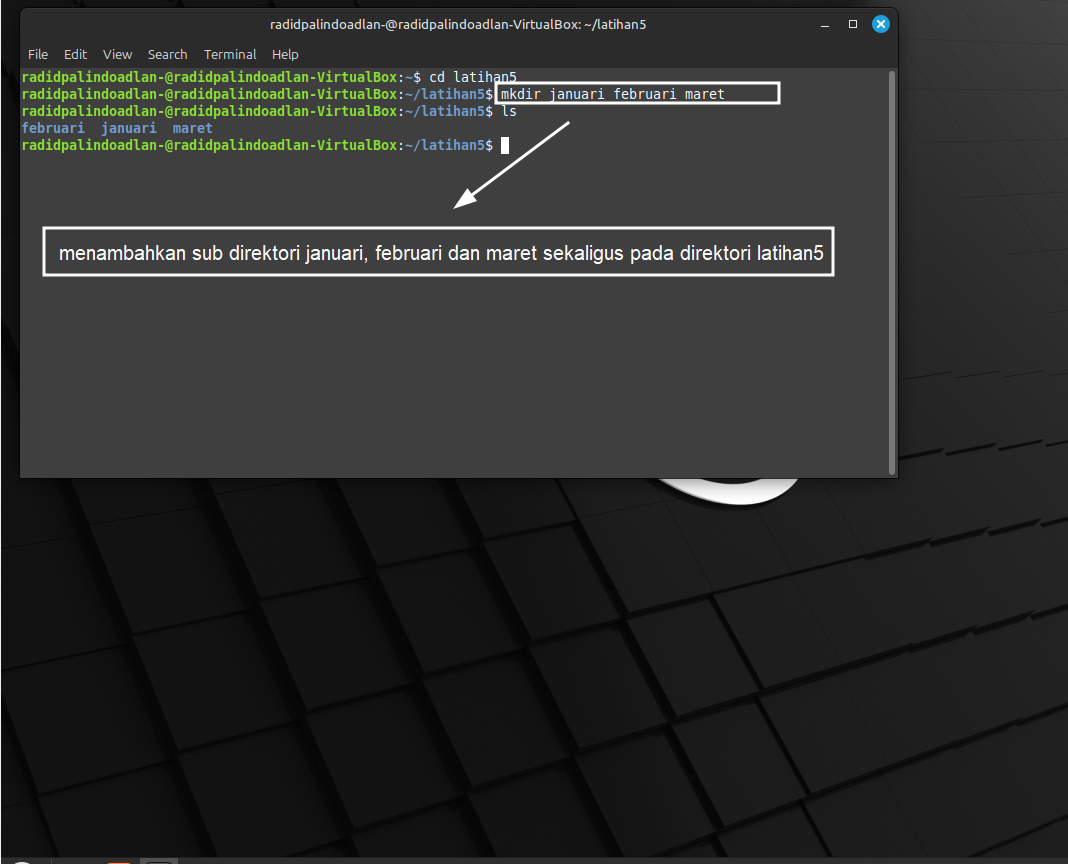 radidpalindoadlan-@radidpalindoadlan-VirtualBox: ~/latihan5
File Edit View Search Terminal Help
radidpalindoadlan-@radidpalindoadlan-VirtualBox:~$ cd latihan5
radidpalindoadlan-@radidpalindoadlan-VirtualBox:~/latihan5$ mkdir januari februari maret
radidpalindoadlan-@radidpalindoadlan-VirtualBox:~/latihan5$ ls
februari januari maret
radidpalindoadlan-@radidpalindoadlan-VirtualBox:~/latihan5$
menambahkan sub direktori januari, februari dan maret sekaligus pada direktori latihan5